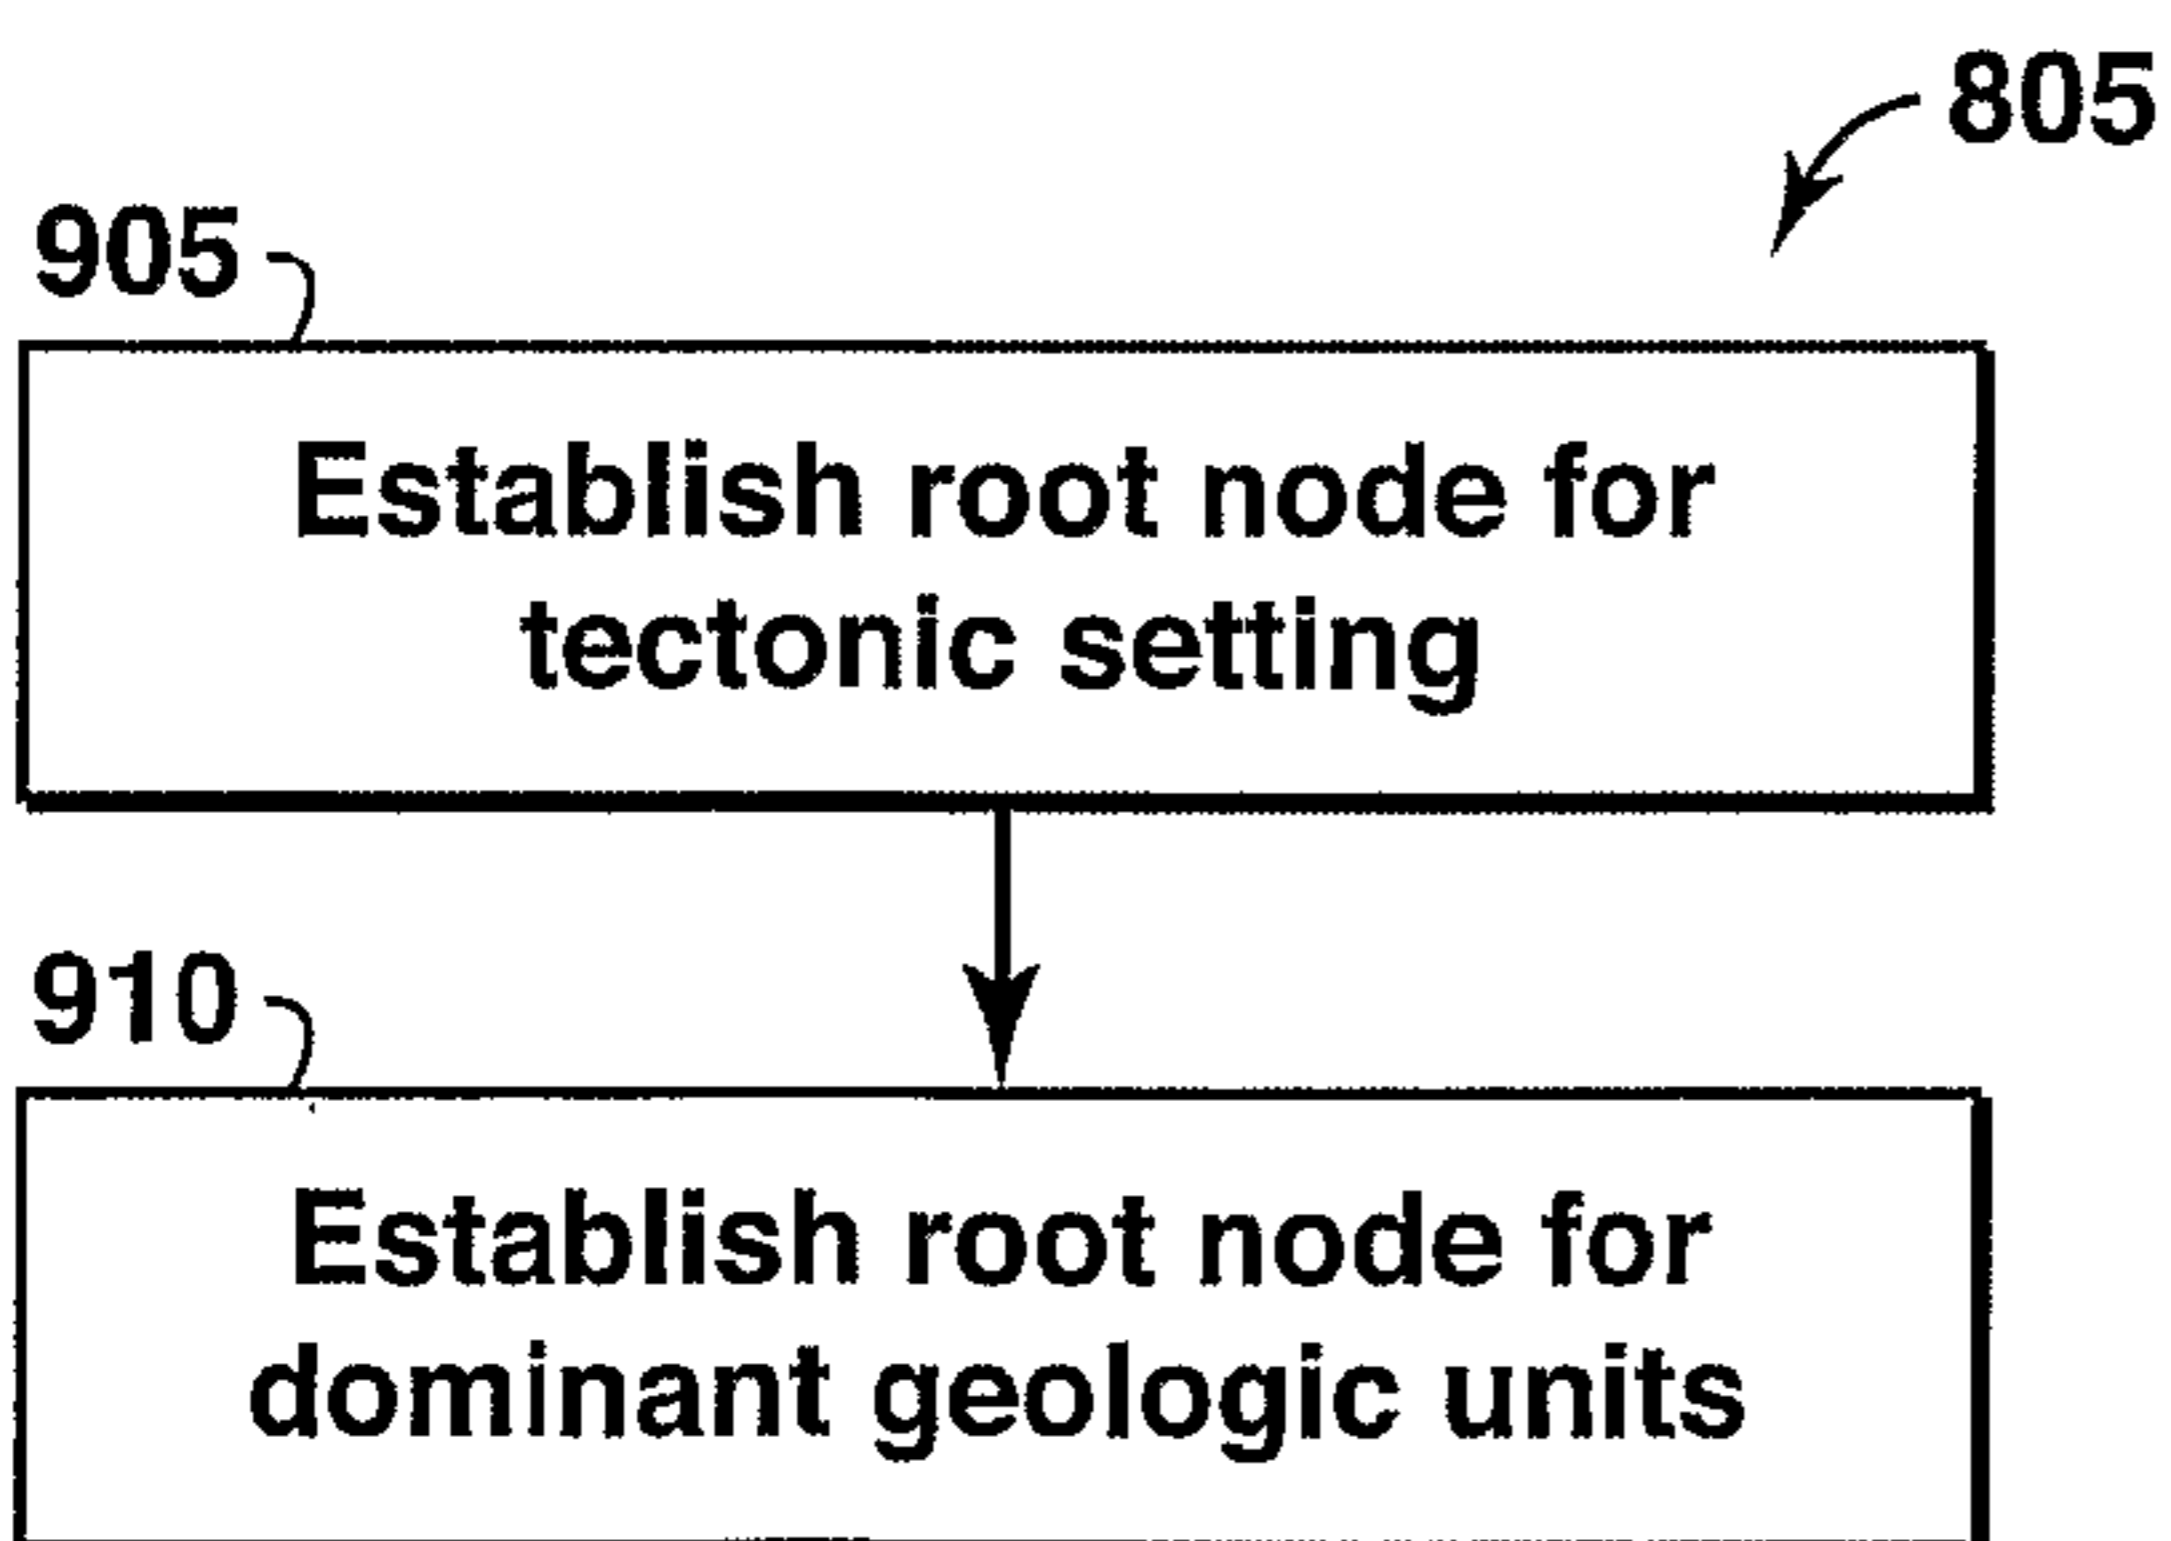 805
905
Establish root node for
tectonic setting
910
Establish root node for
dominant geologic units